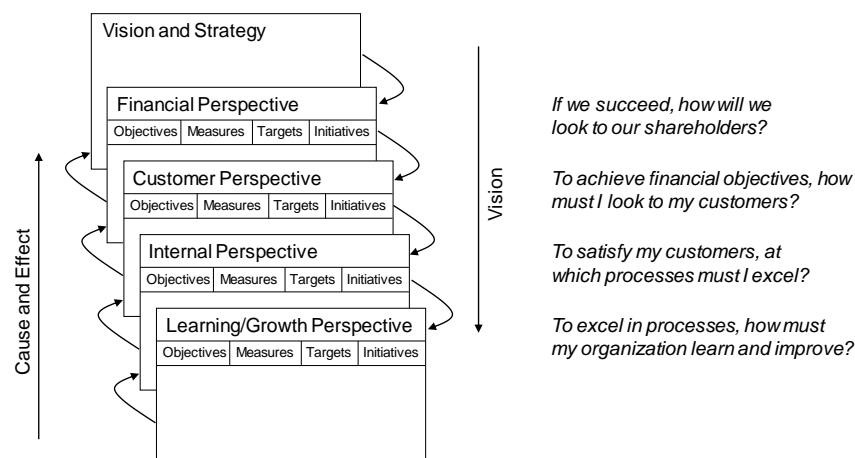 Vision and Strategy
Financial Perspective
Objectives Measures Targets Initiatives
Customer Perspective
Objectives Measures Targets Initiatives
Internal Perspective
Objectives Measures Targets Initiatives
Learning/Growth Perspective
Objectives Measures Targets Initiatives
Cause and Effect
Vision
If we succeed, how will we
look to our shareholders?
To achieve financial objectives, how
must I look to my customers?
To satisfy my customers, at
which processes must I excel?
To excel in processes, how must
my organization learn and improve?